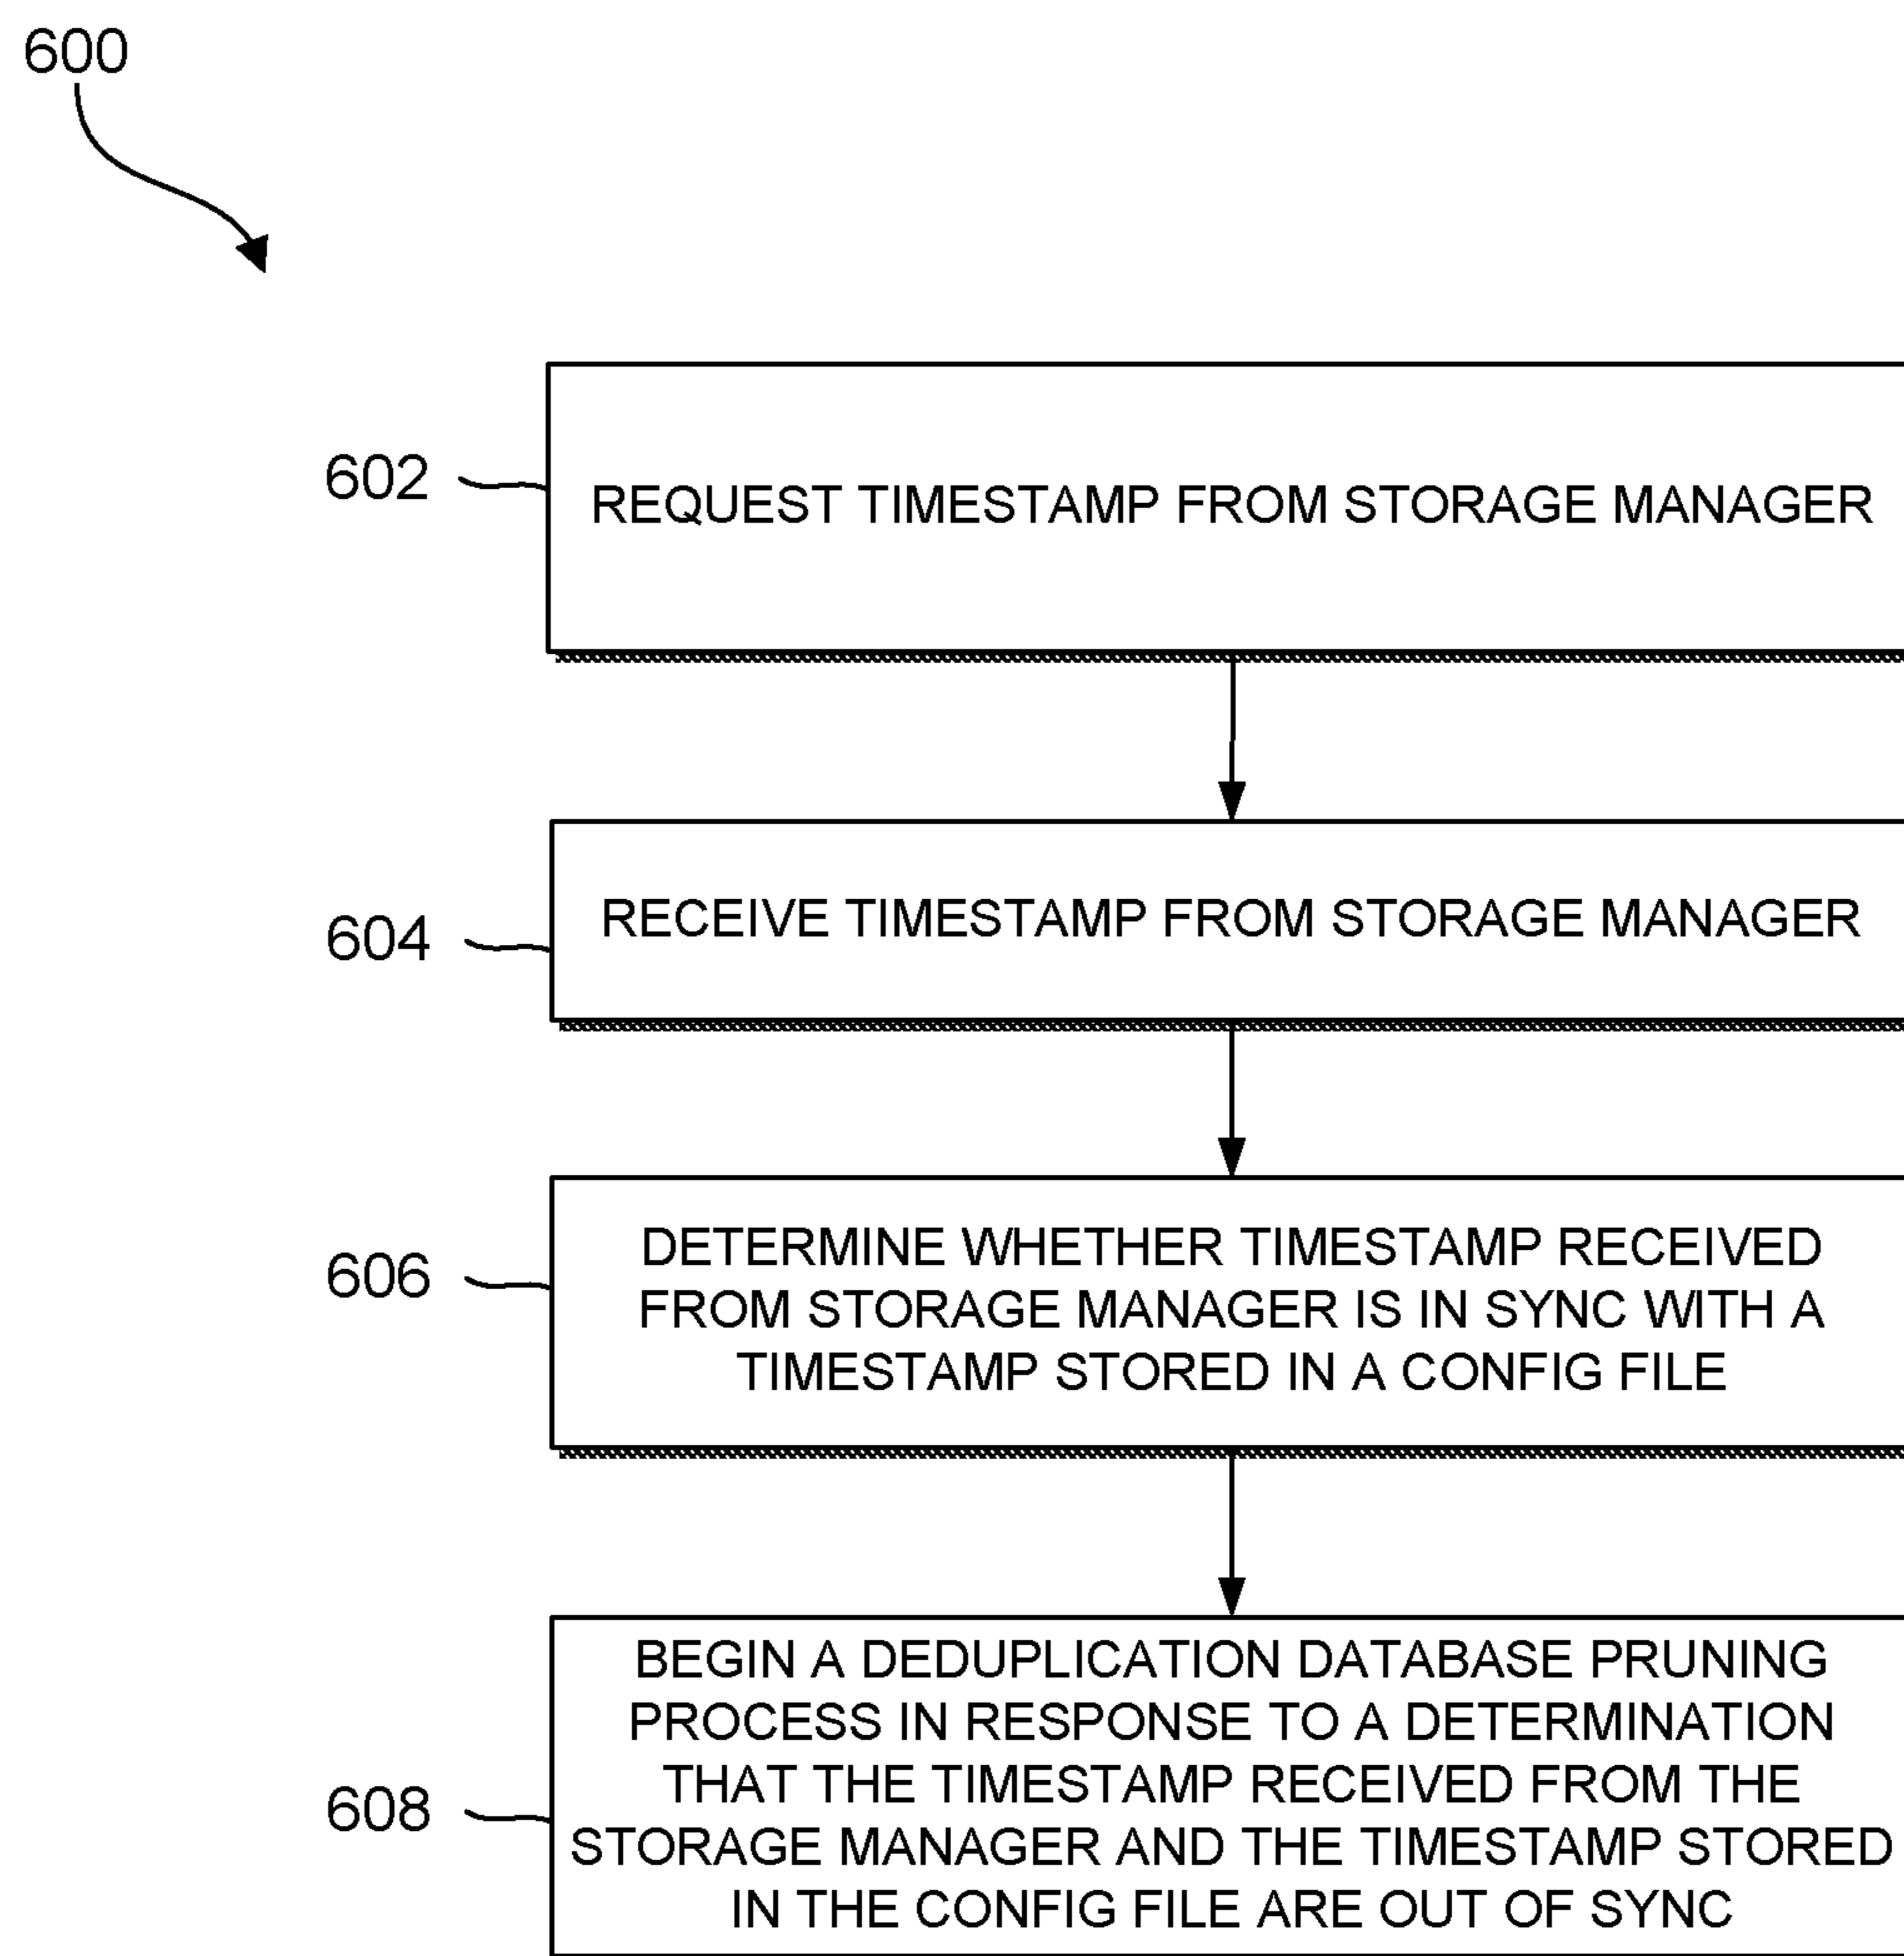 600
602
REQUEST TIMESTAMP FROM STORAGE MANAGER
604
RECEIVE TIMESTAMP FROM STORAGE MANAGER
606
DETERMINE WHETHER TIMESTAMP RECEIVED
FROM STORAGE MANAGER IS IN SYNC WITH A
TIMESTAMP STORED IN A CONFIG FILE
608
BEGIN A DEDUPLICATION DATABASE PRUNING
PROCESS IN RESPONSE TO A DETERMINATION
THAT THE TIMESTAMP RECEIVED FROM THE
STORAGE MANAGER AND THE TIMESTAMP STORED
IN THE CONFIG FILE ARE OUT OF SYNC